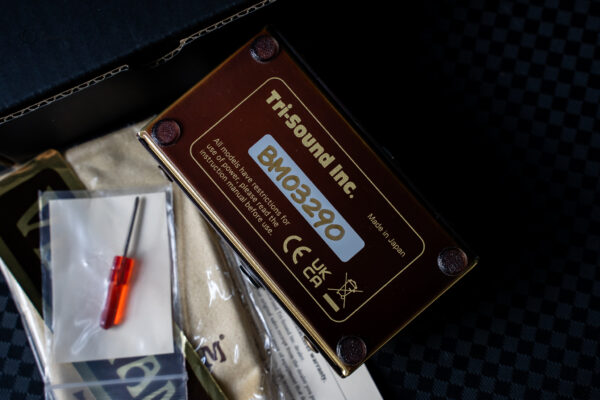 Tri-Sound Inc.
BM03290
All models have restrictions for
use of power, please read the
instruction manual before use.
Made in Japan
CE
UK
CA